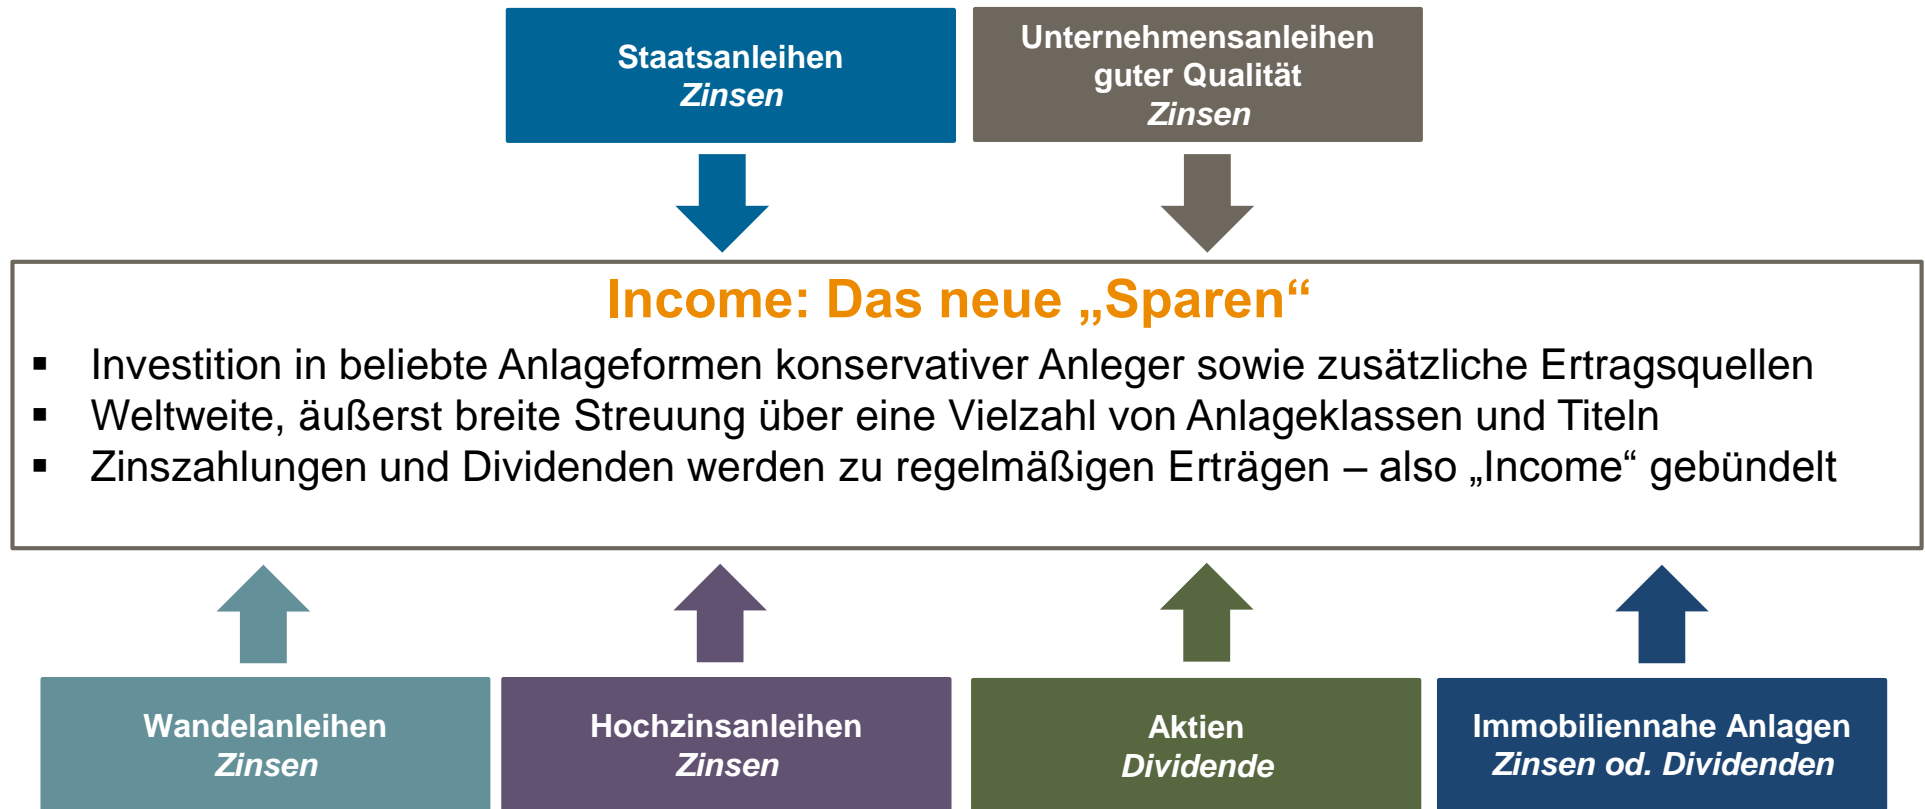 Staatsanleihen
Zinsen
Unternehmensanleihen
guter Qualität
Zinsen
Income: Das neue „Sparen“
▪ Investition in beliebte Anlageformen konservativer Anleger sowie zusätzliche Ertragsquellen
▪ Weltweite, äußerst breite Streuung über eine Vielzahl von Anlageklassen und Titeln
▪ Zinszahlungen und Dividenden werden zu regelmäßigen Erträgen – also „Income“ gebündelt
Wandelanleihen
Zinsen
Hochzinsanleihen
Zinsen
Aktien
Dividende
Immobiliennahe Anlagen
Zinsen od. Dividenden